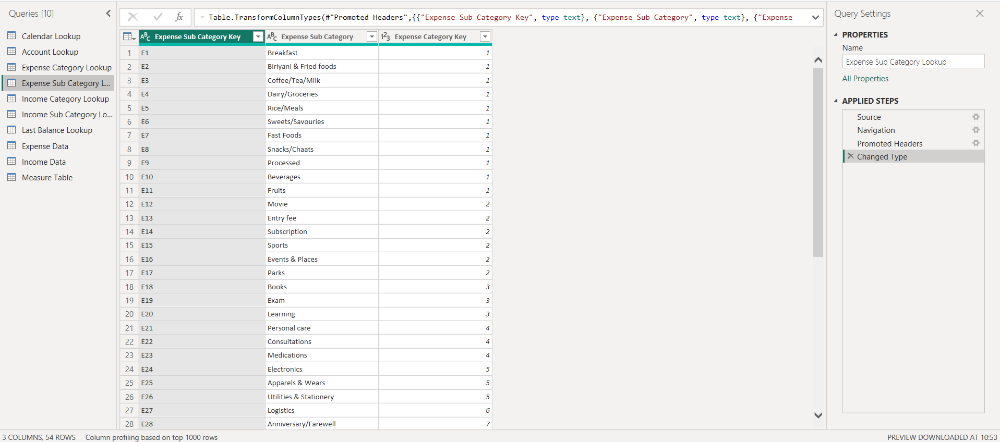 Queries [10]
Calendar Lookup
Account Lookup
Expense Category Lookup
Expense Sub Category L...
Income Category Lookup
Income Sub Category Lo...
Last Balance Lookup
Expense Data
Income Data
Measure Table
fx
= Table.TransformColumnTypes(#"Promoted Headers",{{"Expense Sub Category Key", type text}, {"Expense Sub Category", type text}, {"Expense
ABC Expense Sub Category Key ABC Expense Sub Category 123 Expense Category Key
1 E1 Breakfast 1
2 E2 Biriyani & Fried foods 1
3 E3 Coffee/Tea/Milk 1
4 E4 Dairy/Groceries 1
5 E5 Rice/Meals 1
6 E6 Sweets/Savouries 1
7 E7 Fast Foods 1
8 E8 Snacks/Chaats 1
9 E9 Processed 1
10 E10 Beverages 1
11 E11 Fruits 1
12 E12 Movie 2
13 E13 Entry fee 2
14 E14 Subscription 2
15 E15 Sports 2
16 E16 Events & Places 2
17 E17 Parks 2
18 E18 Books 3
19 E19 Exam 3
20 E20 Learning 3
21 E21 Personal care 4
22 E22 Consultations 4
23 E23 Medications 4
24 E24 Electronics 5
25 E25 Apparels & Wears 5
26 E26 Utilities & Stationery 5
27 E27 Logistics 6
28 E28 Anniversary/Farewell 7
Query Settings
PROPERTIES
Name
Expense Sub Category Lookup
All Properties
APPLIED STEPS
Source
Navigation
Promoted Headers
Changed Type
3 COLUMNS, 54 ROWS Column profiling based on top 1000 rows
PREVIEW DOWNLOADED AT 10:53